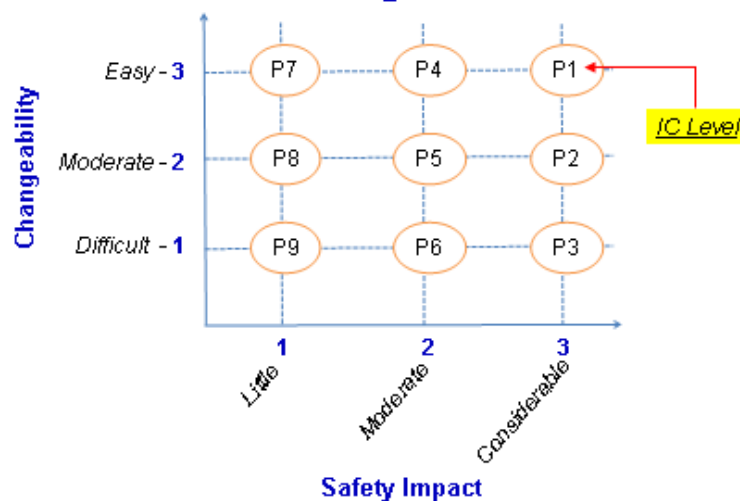 Changeability
Easy - 3
P7
P4
P1
IC Level
Moderate - 2
P8
P5
P2
Difficult - 1
P9
P6
P3
1
2
3
Little
Moderate
Considerable
Safety Impact